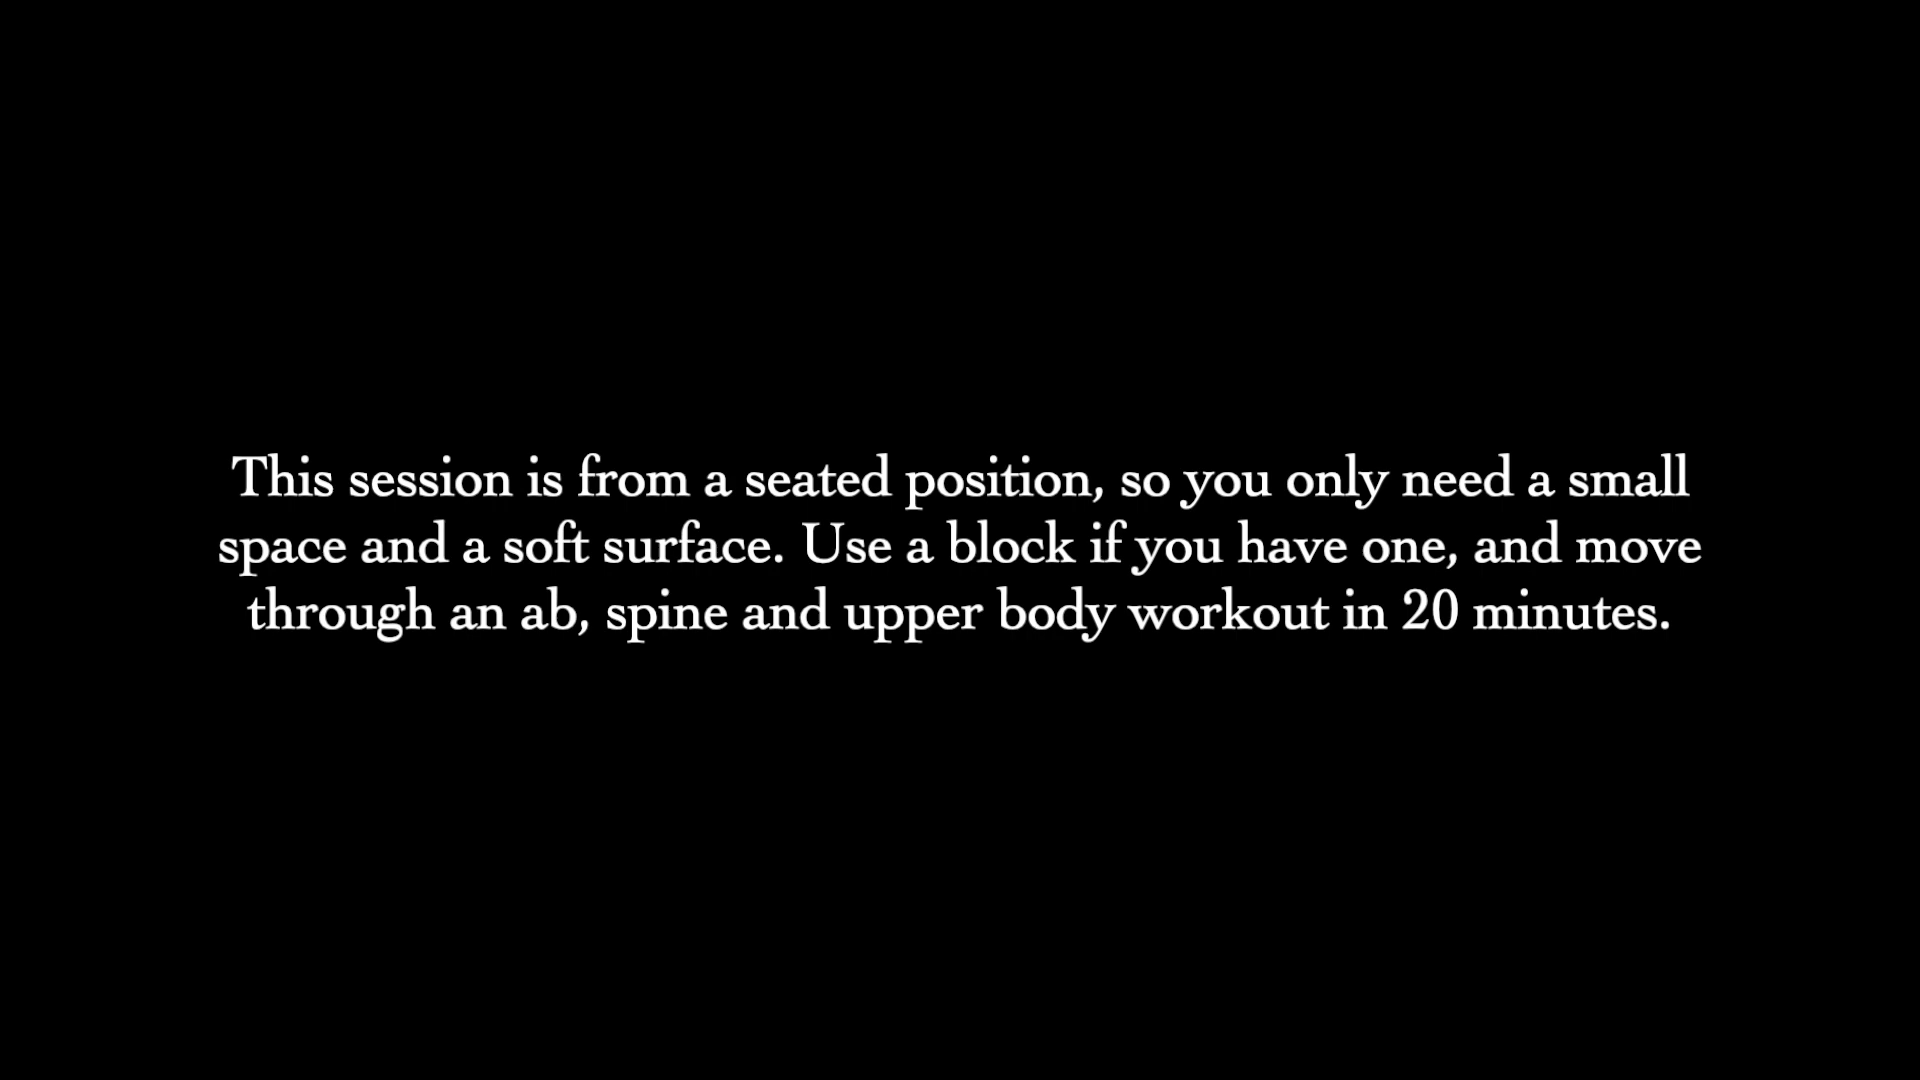 This session is from a seated position, so you only need a small
space and a soft surface. Use a block if you have one, and move
through an ab, spine and upper body workout in 20 minutes.